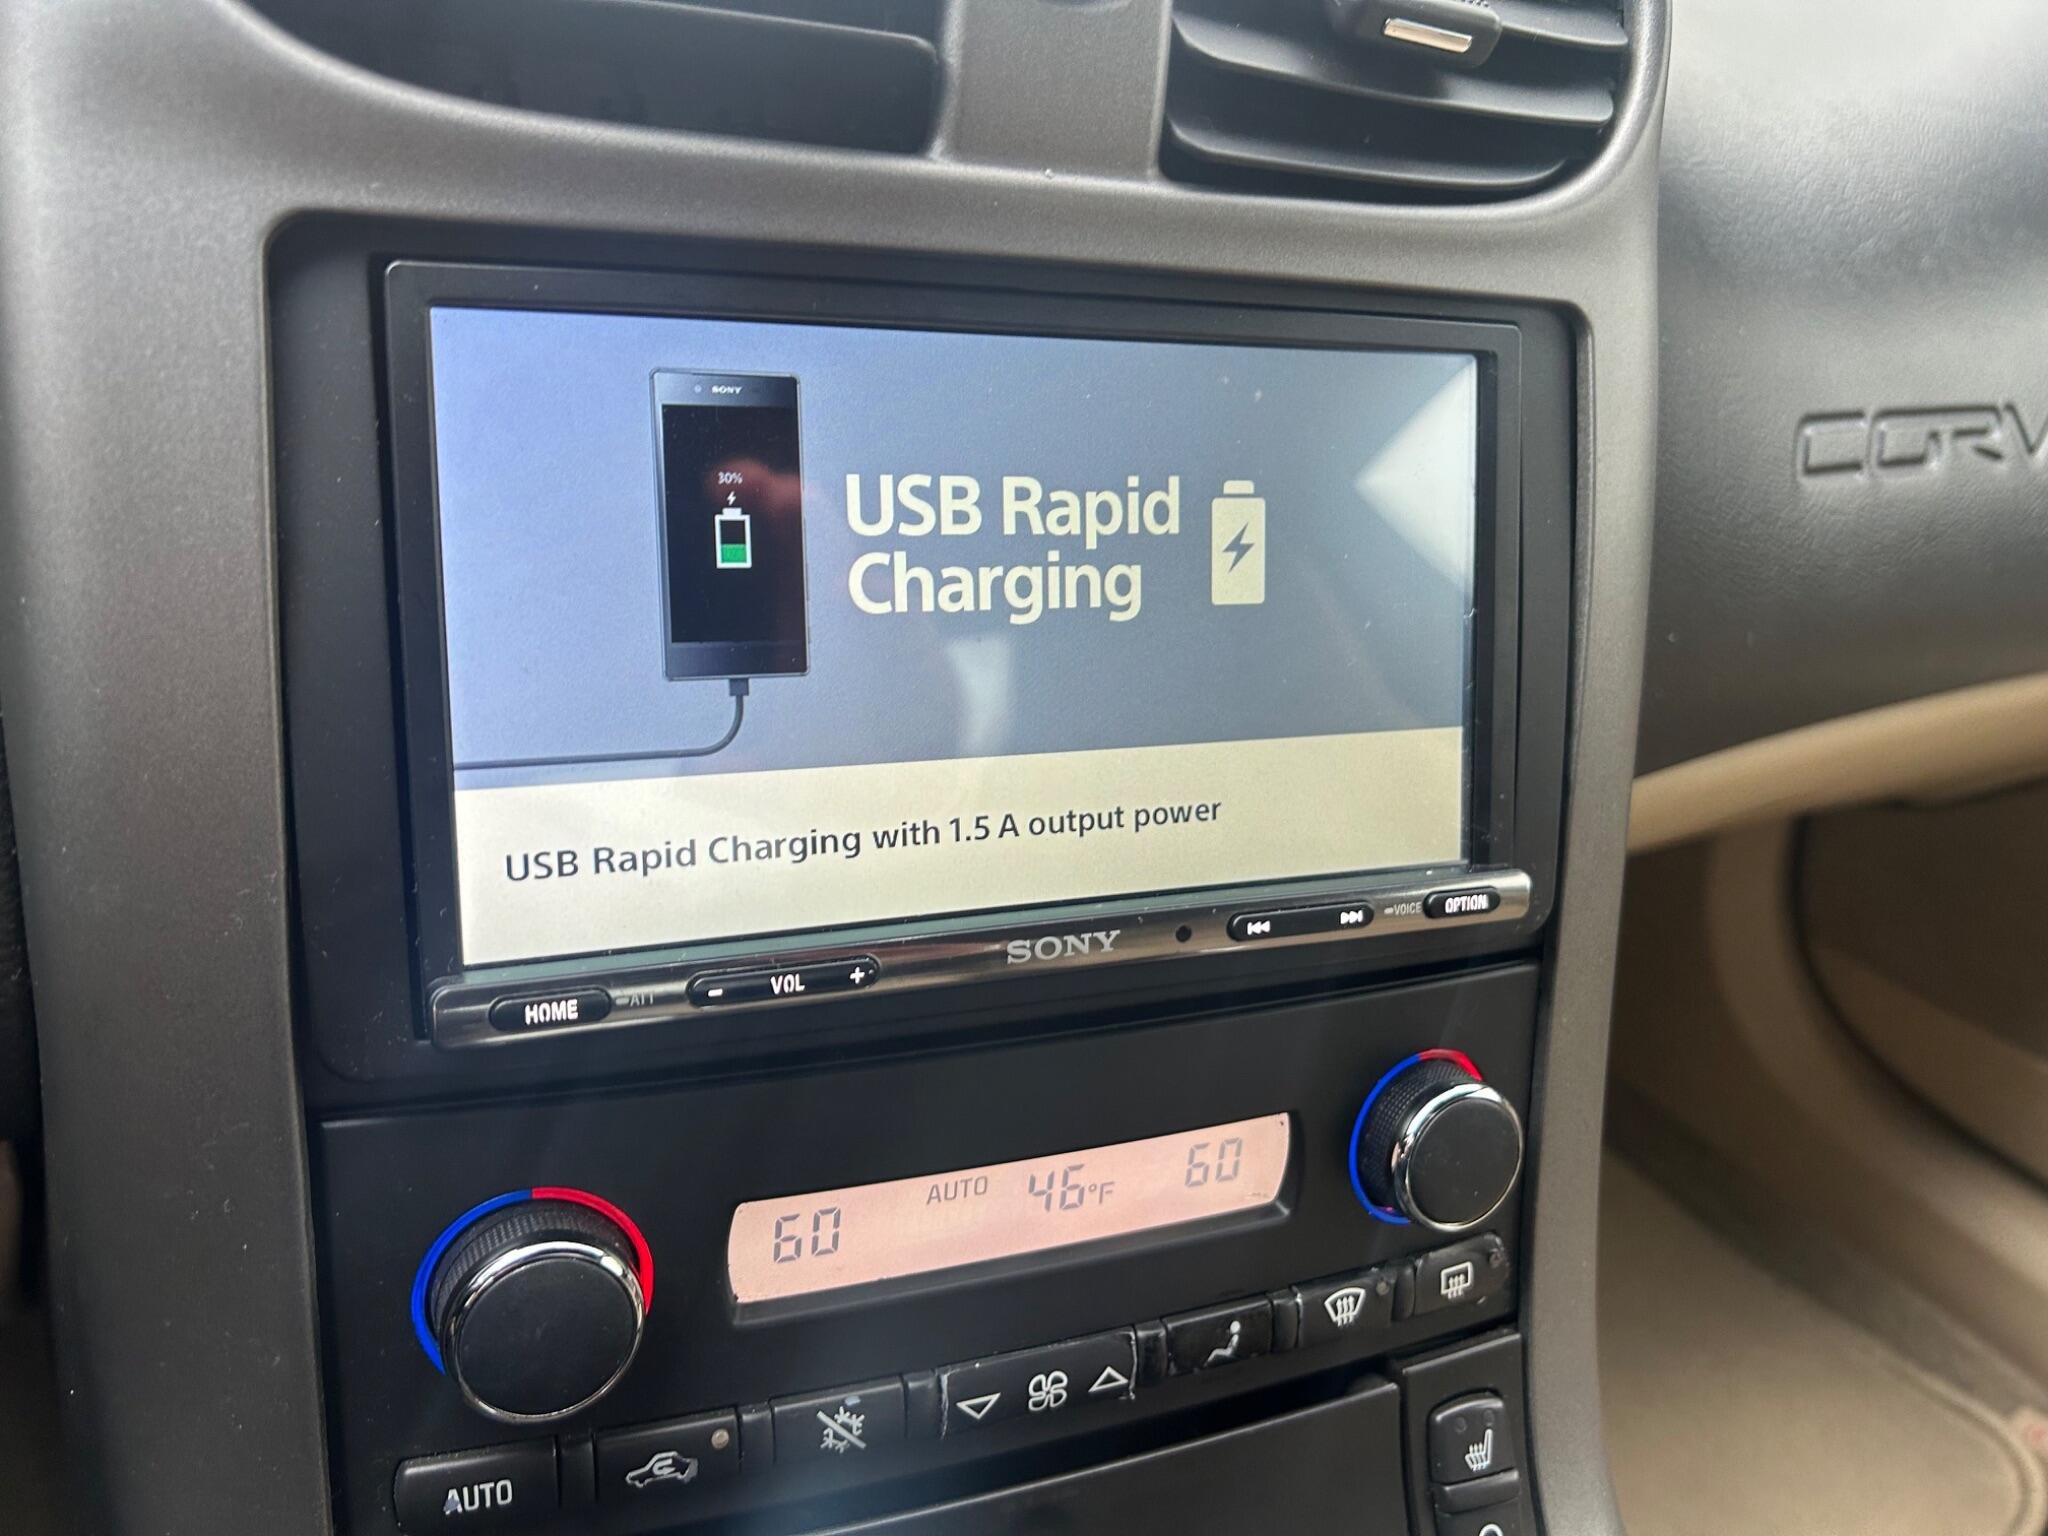 SONY
30%
USB Rapid
Charging
USB Rapid Charging with 1.5 A output power
HOME
ATT
- VOL +
SONY
VOICE
OPTION
CORV
60
AUTO
46°F
60
AUTO